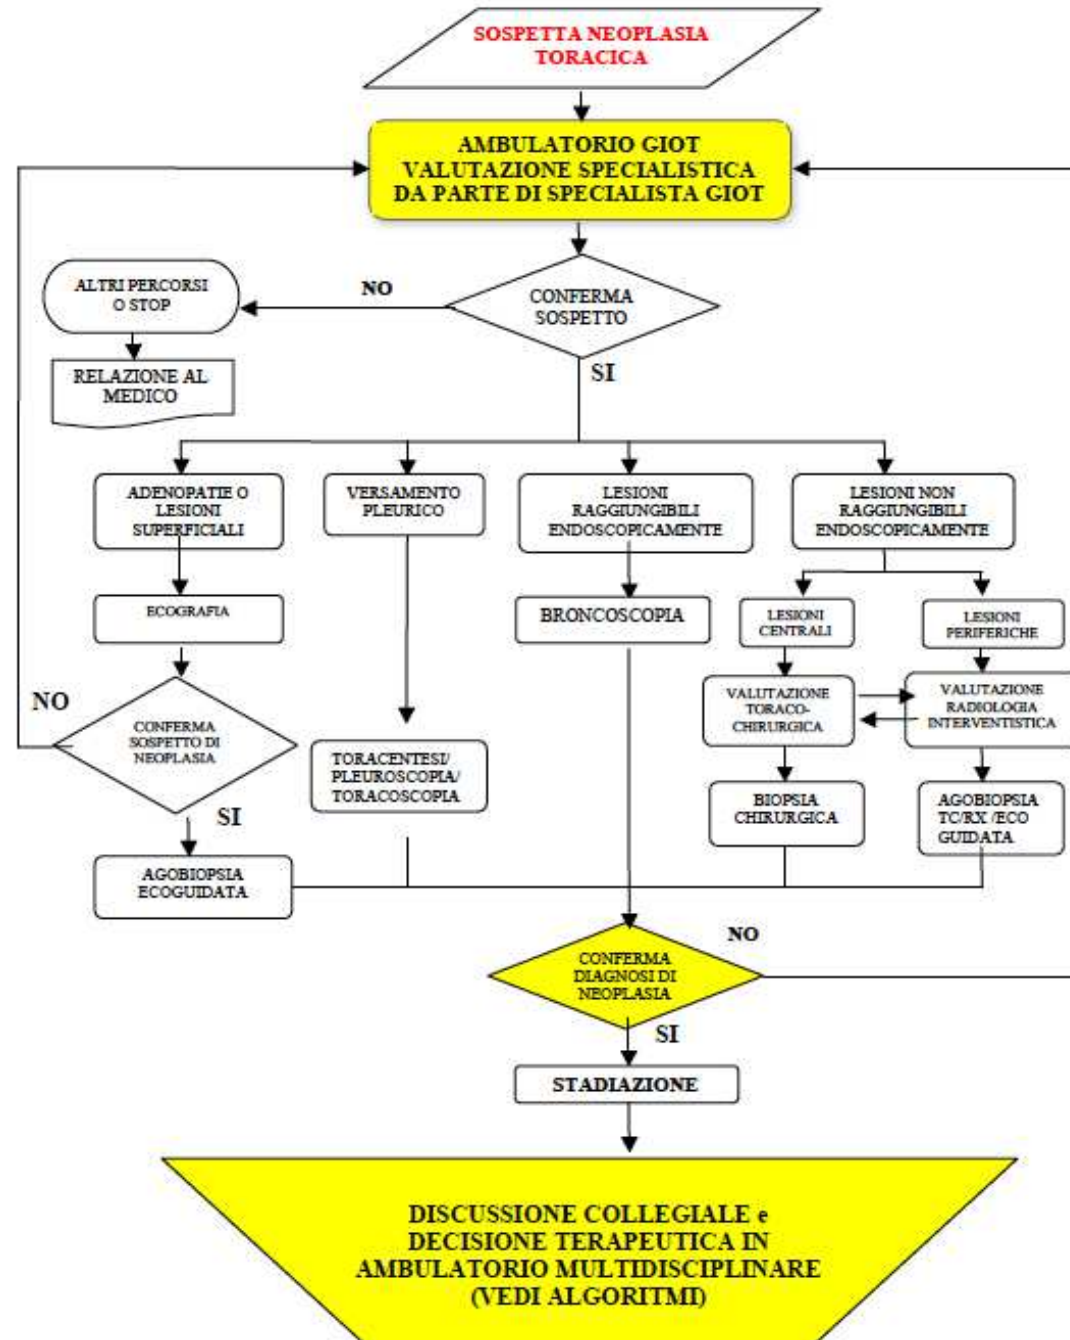 SOSPETTA NEOPLASIA
TORACICA
AMBULATORIO GIOT
VALUTAZIONE SPECIALISTICA
DA PARTE DI SPECIALISTA GIOT
ALTRI PERCORSI
O STOP
NO
CONFERMA
SOSPETTO
RELAZIONE AL
MEDICO
SI
ADENOPATIE O
LESIONI
SUPERFICIALI
VERSAMENTO
PLEURICO
LESIONI
RAGGIUNGIBILI
ENDOSCOPICAMENTE
LESIONI NON
RAGGIUNGIBILI
ENDOSCOPICAMENTE
ECOGRAFIA
BRONCOSCOPIA
LESIONI
CENTRALI
LESIONI
PERIFERICHE
NO
CONFERMA
SOSPETTO DI
NEOPLASIA
VALUTAZIONE
TORACO-
CHIRURGICA
VALUTAZIONE
RADIOLOGIA
INTERVENTISTICA
TORACENTESI/
PLEUROSCOPIA/
TORACOSCOPIA
SI
BIOPSIA
CHIRURGICA
AGOBIOPSIA
TC/RX /ECO
GUIDATA
AGOBIOPSIA
ECOGUIDATA
NO
CONFERMA
DIAGNOSI DI
NEOPLASIA
SI
STADIAZIONE
DISCUSSIONE COLLEGIALE e
DECISIONE TERAPEUTICA IN
AMBULATORIO MULTIDISCIPLINARE
(VEDI ALGORITMI)